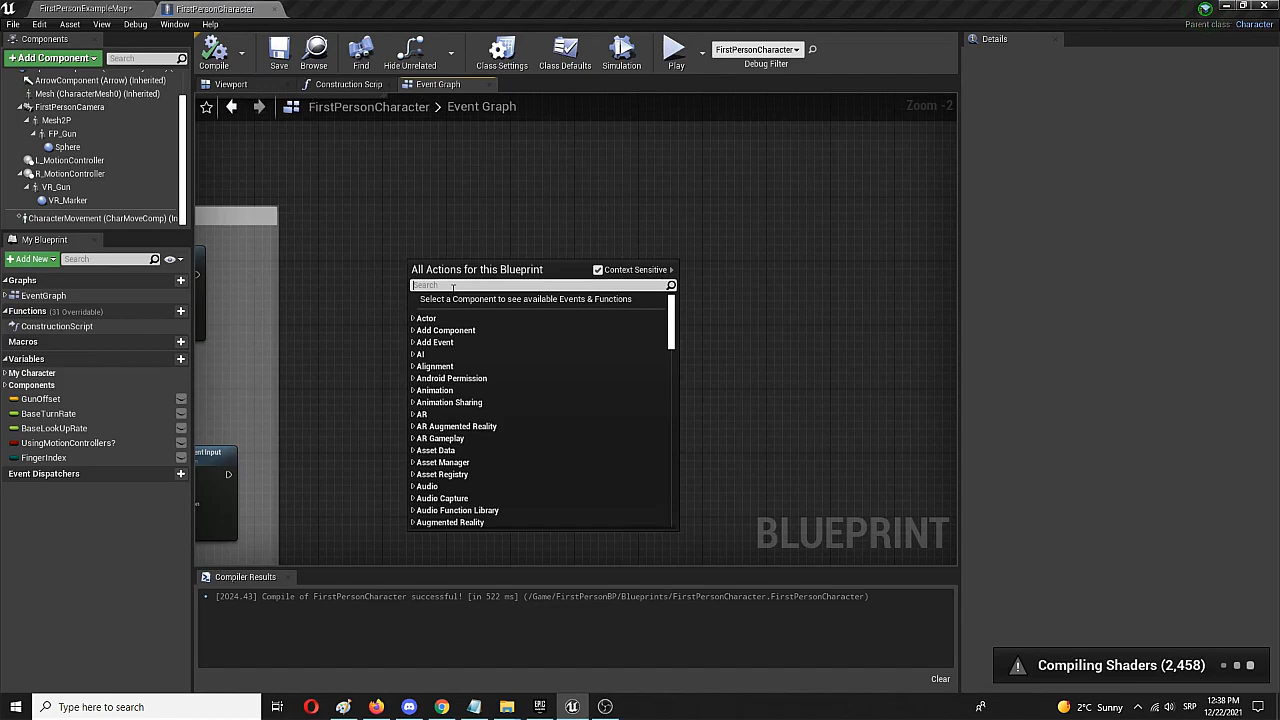 FirstPersonExampleMap*
FirstPersonCharacter
File Edit Asset View Debug Window Help
Parent class: Character
Components
+ Add Component
Search
ArrowComponent (Arrow) (Inherited)
Mesh (CharacterMesh0) (Inherited)
FirstPersonCamera
Mesh2P
FP_Gun
Sphere
L_MotionController
R_MotionController
VR_Gun
VR_Marker
CharacterMovement (CharMoveComp) (In
My Blueprint
+ Add New
Search
Graphs
EventGraph
Functions (31 Overridable)
ConstructionScript
Macros
Variables
My Character
Components
GunOffset
BaseTurnRate
BaseLookUpRate
UsingMotionControllers?
FingerIndex
Event Dispatchers
Compile
Save
Browse
Find
Hide Unrelated
Class Settings
Class Defaults
Simulation
Play
FirstPersonCharacter
Debug Filter
Viewport
Construction Scrip
Event Graph
FirstPersonCharacter > Event Graph
Zoom -2
entInput
All Actions for this Blueprint
Context Sensitive
Search
Select a Component to see available Events & Functions
Actor
Add Component
Add Event
AI
Alignment
Android Permission
Animation
Animation Sharing
AR
AR Augmented Reality
AR Gameplay
Asset Data
Asset Manager
Asset Registry
Audio
Audio Capture
Audio Function Library
Augmented Reality
BLUEPRINT
Compiler Results
[2024.43] Compile of FirstPersonCharacter successful! [in 522 ms] (/Game/FirstPersonBP/Blueprints/FirstPersonCharacter.FirstPersonCharacter)
Clear
Details
Compiling Shaders (2,458)
Type here to search
EPIC
2°C Sunny
SRP
12:38 PM
12/22/2021